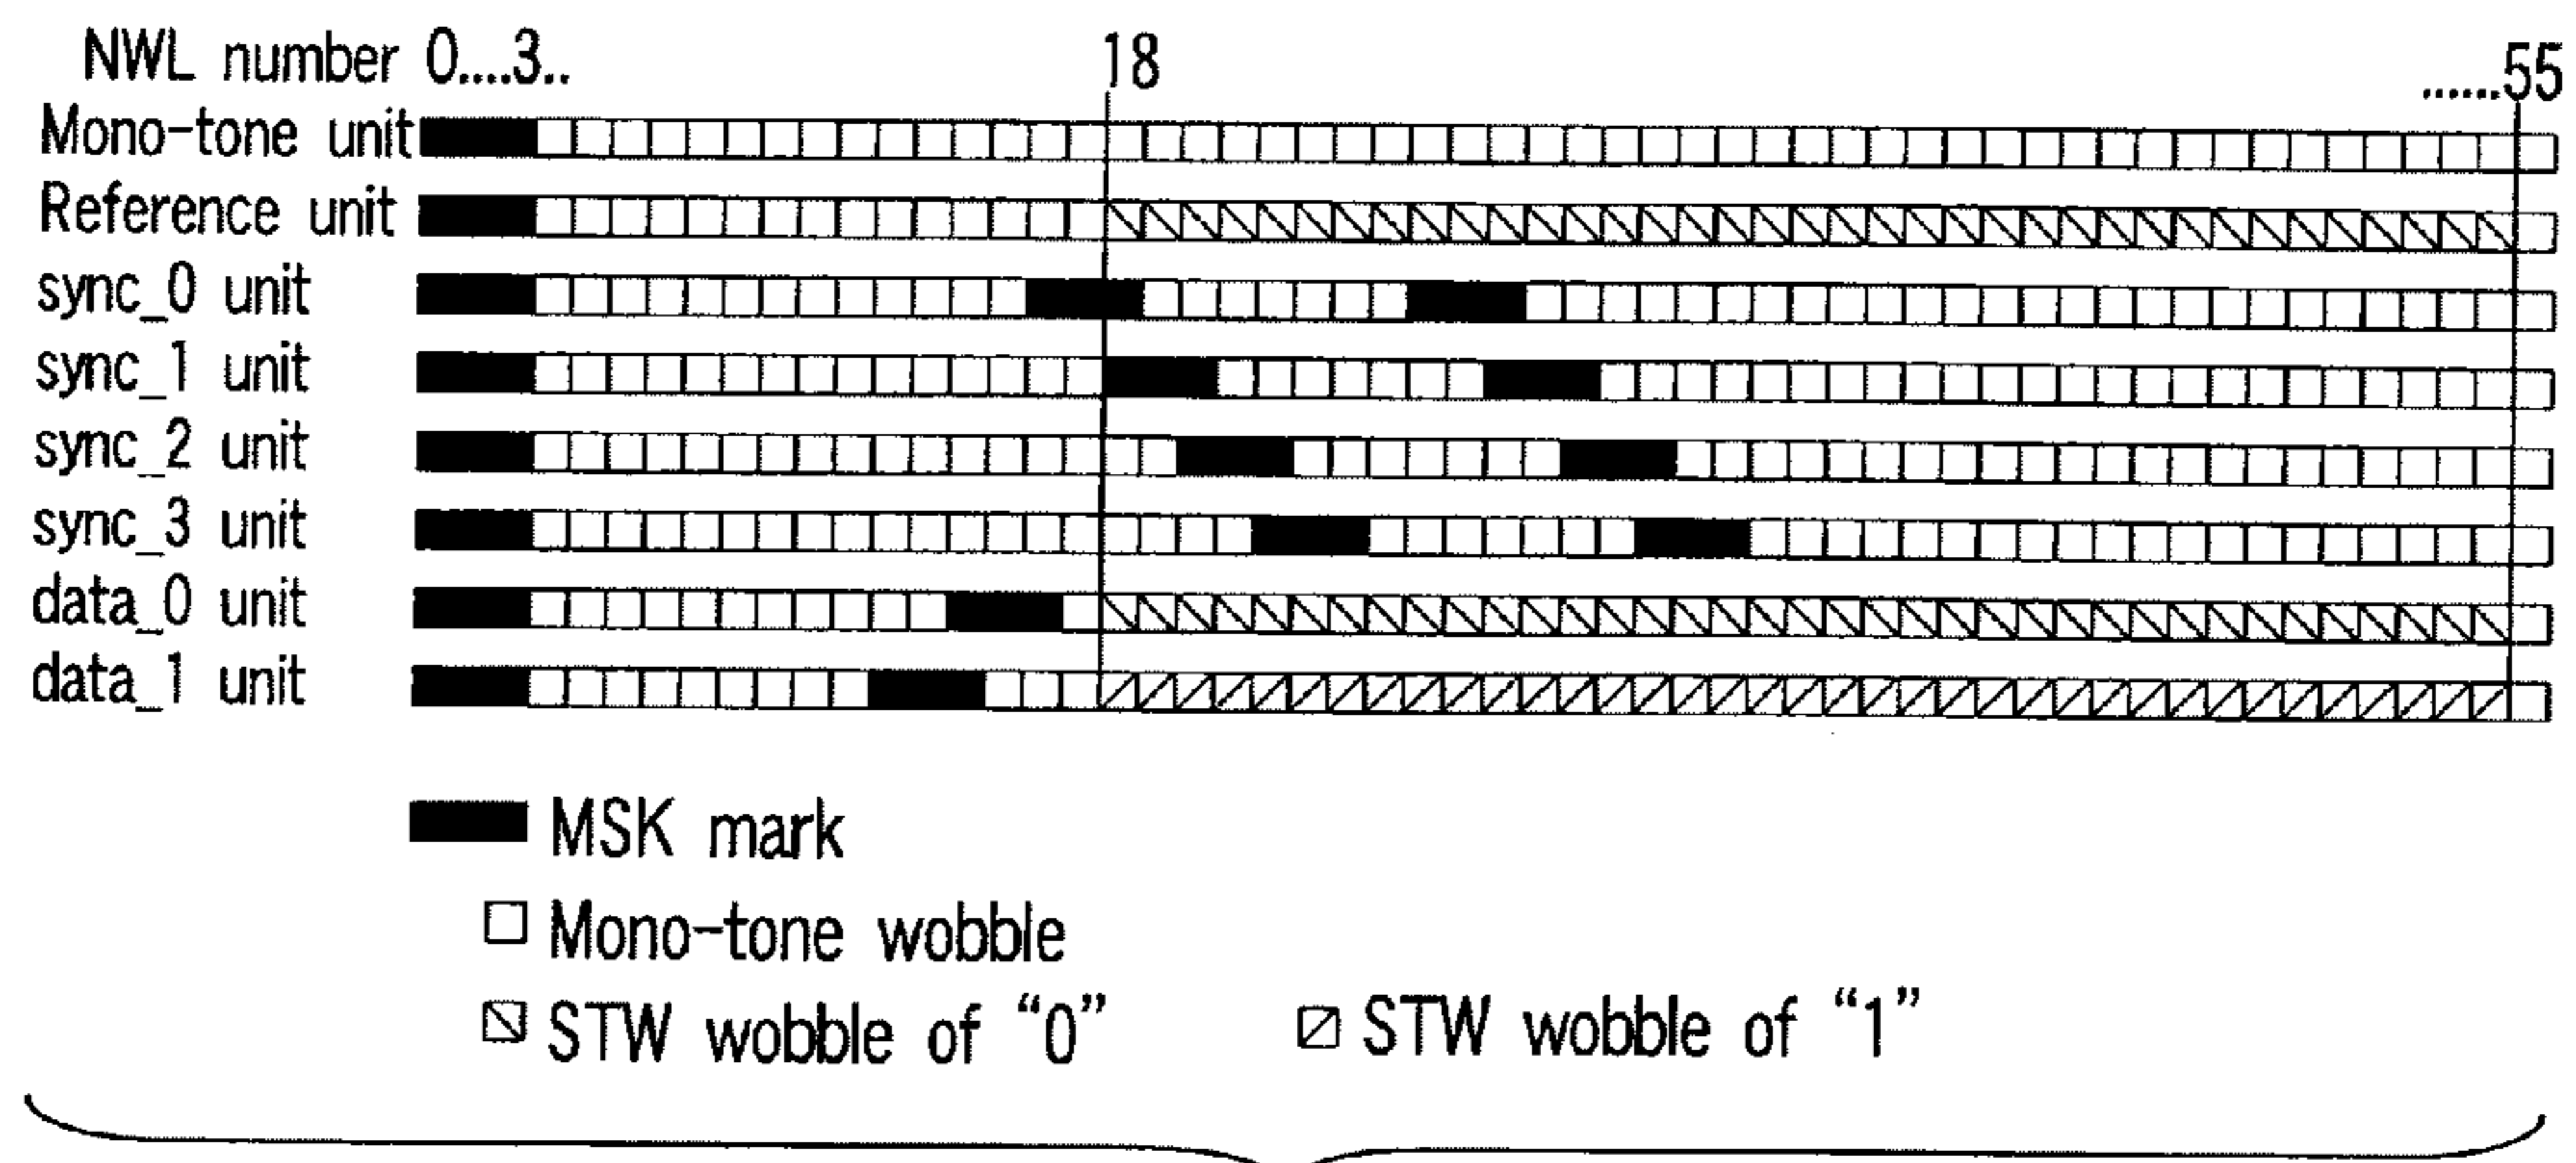 NWL number 0....3.. 18 ......55
Mono-tone unit
Reference unit
sync_0 unit
sync_1 unit
sync_2 unit
sync_3 unit
data_0 unit
data_1 unit
MSK mark
Mono-tone wobble
STW wobble of “0” STW wobble of “1”